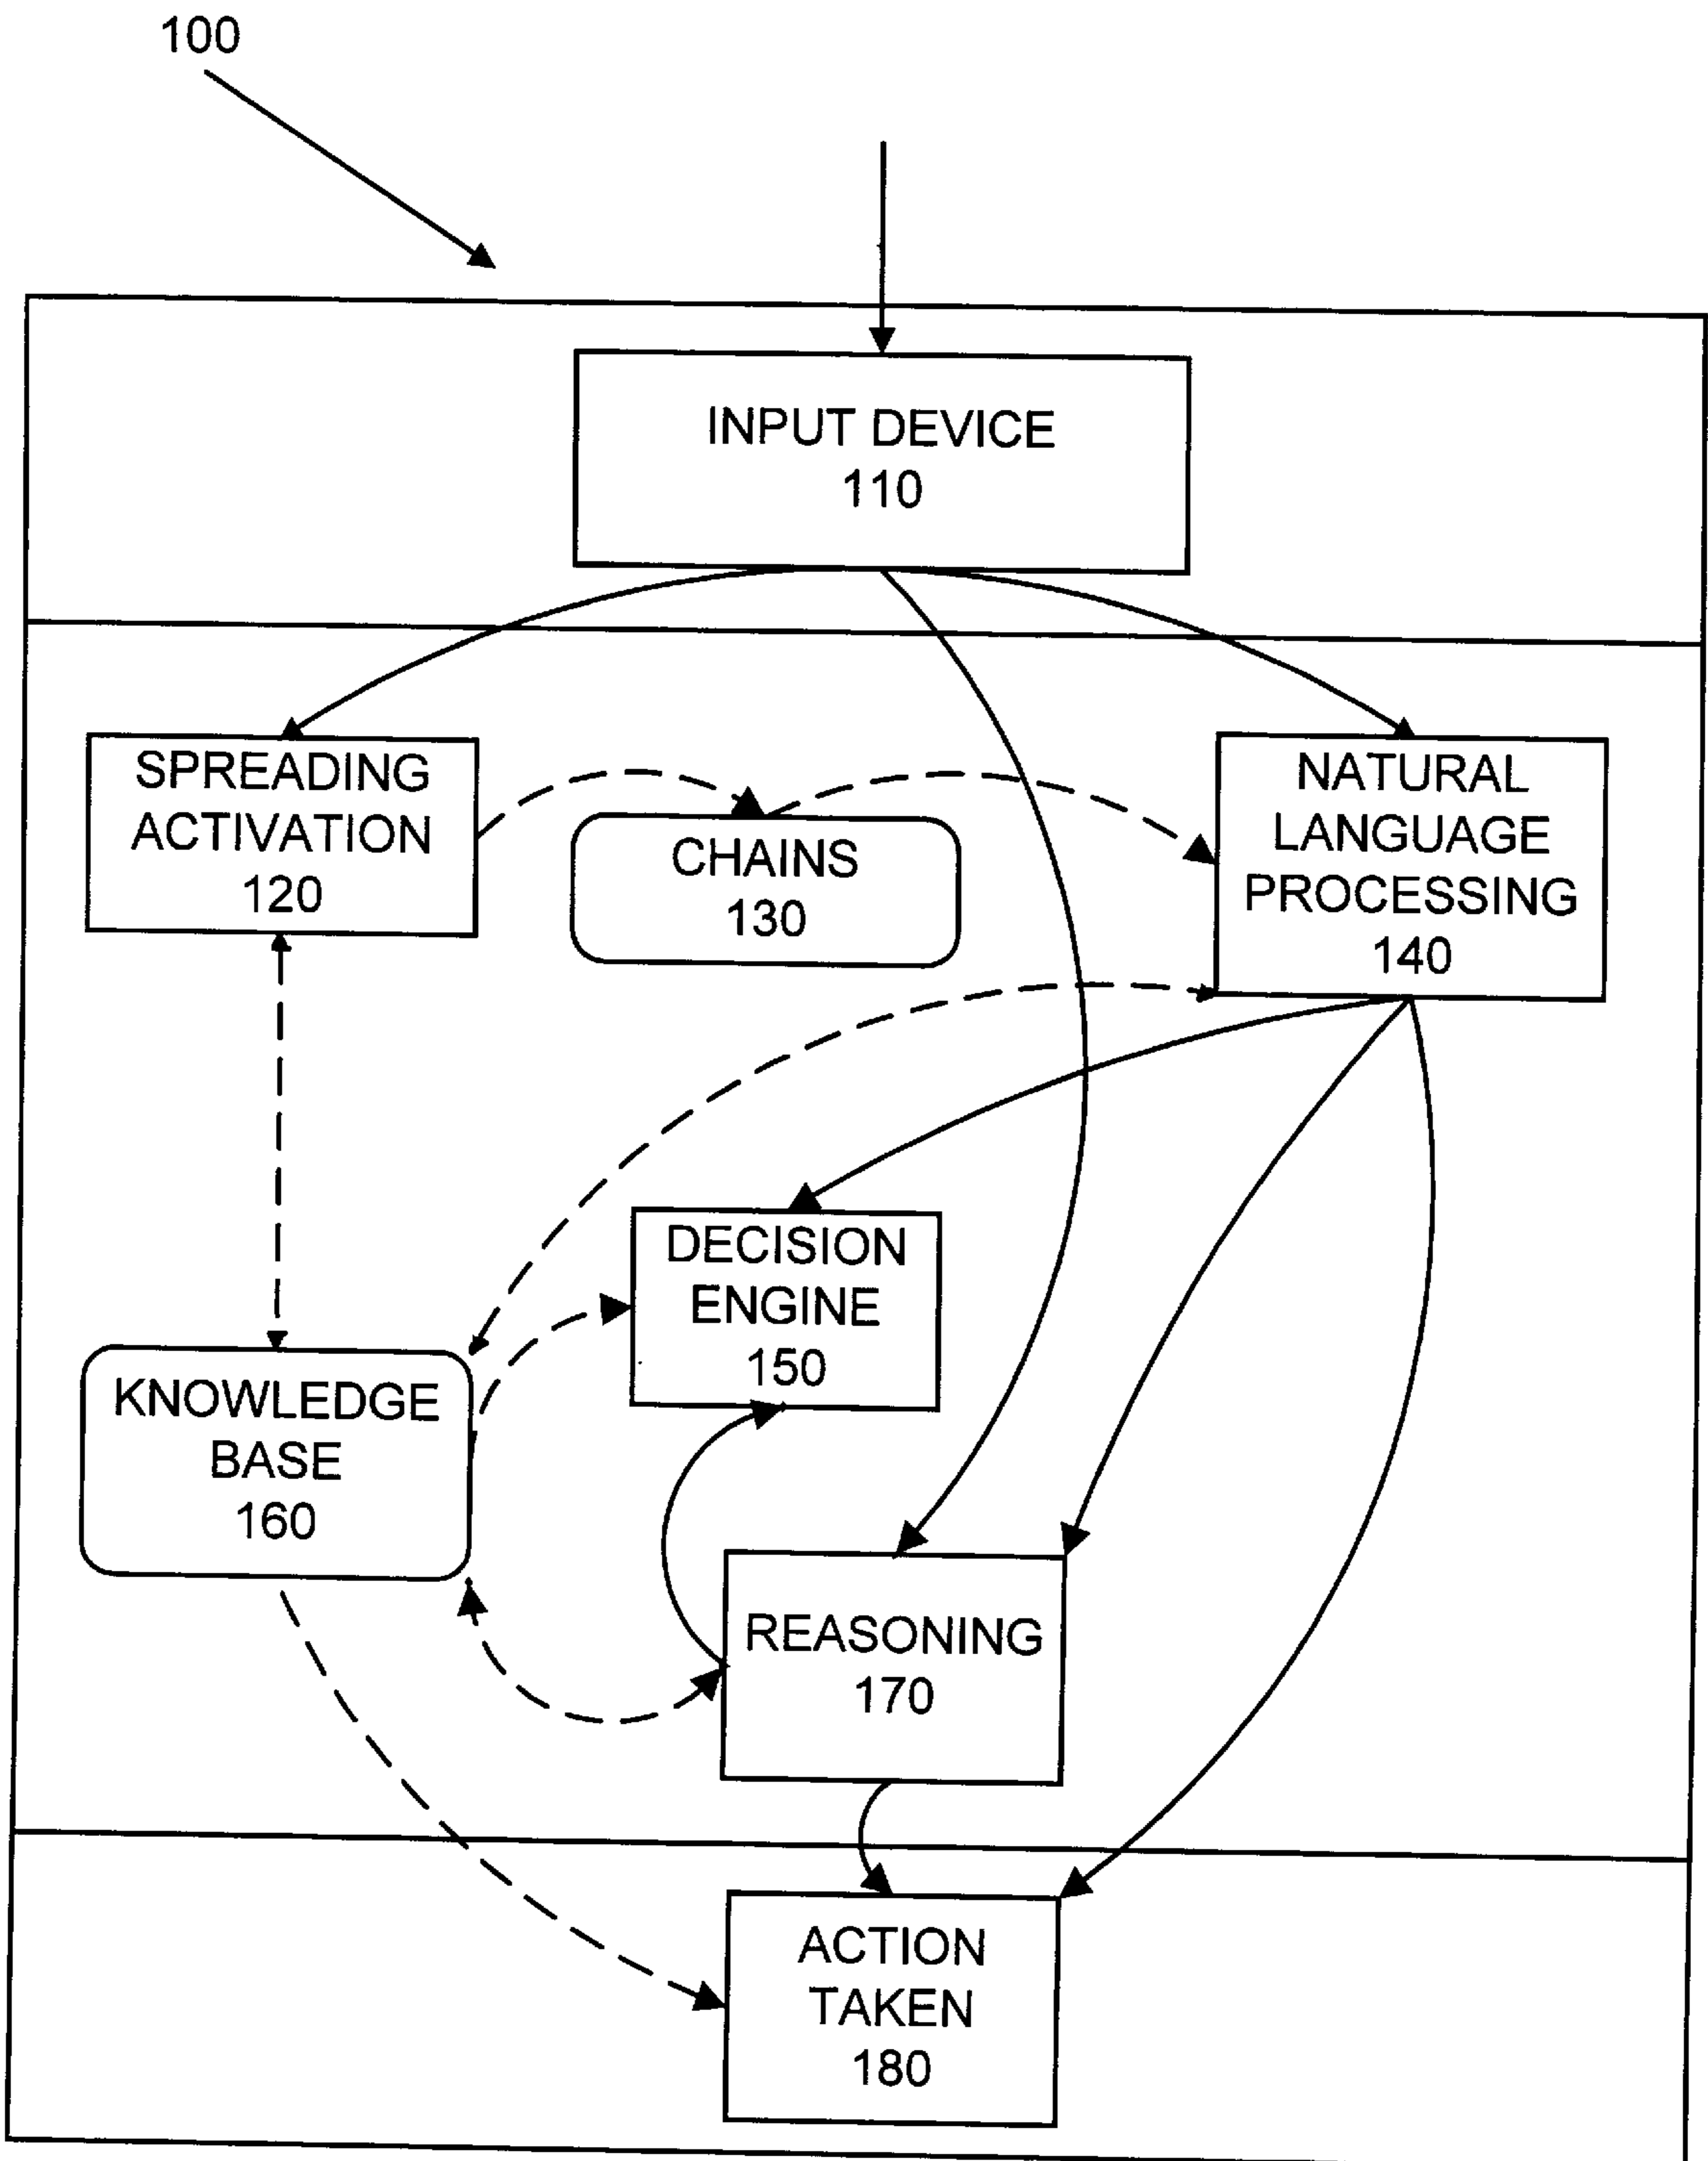 100
INPUT DEVICE
110
SPREADING
ACTIVATION
120
CHAINS
130
NATURAL
LANGUAGE
PROCESSING
140
DECISION
ENGINE
150
KNOWLEDGE
BASE
160
REASONING
170
ACTION
TAKEN
180